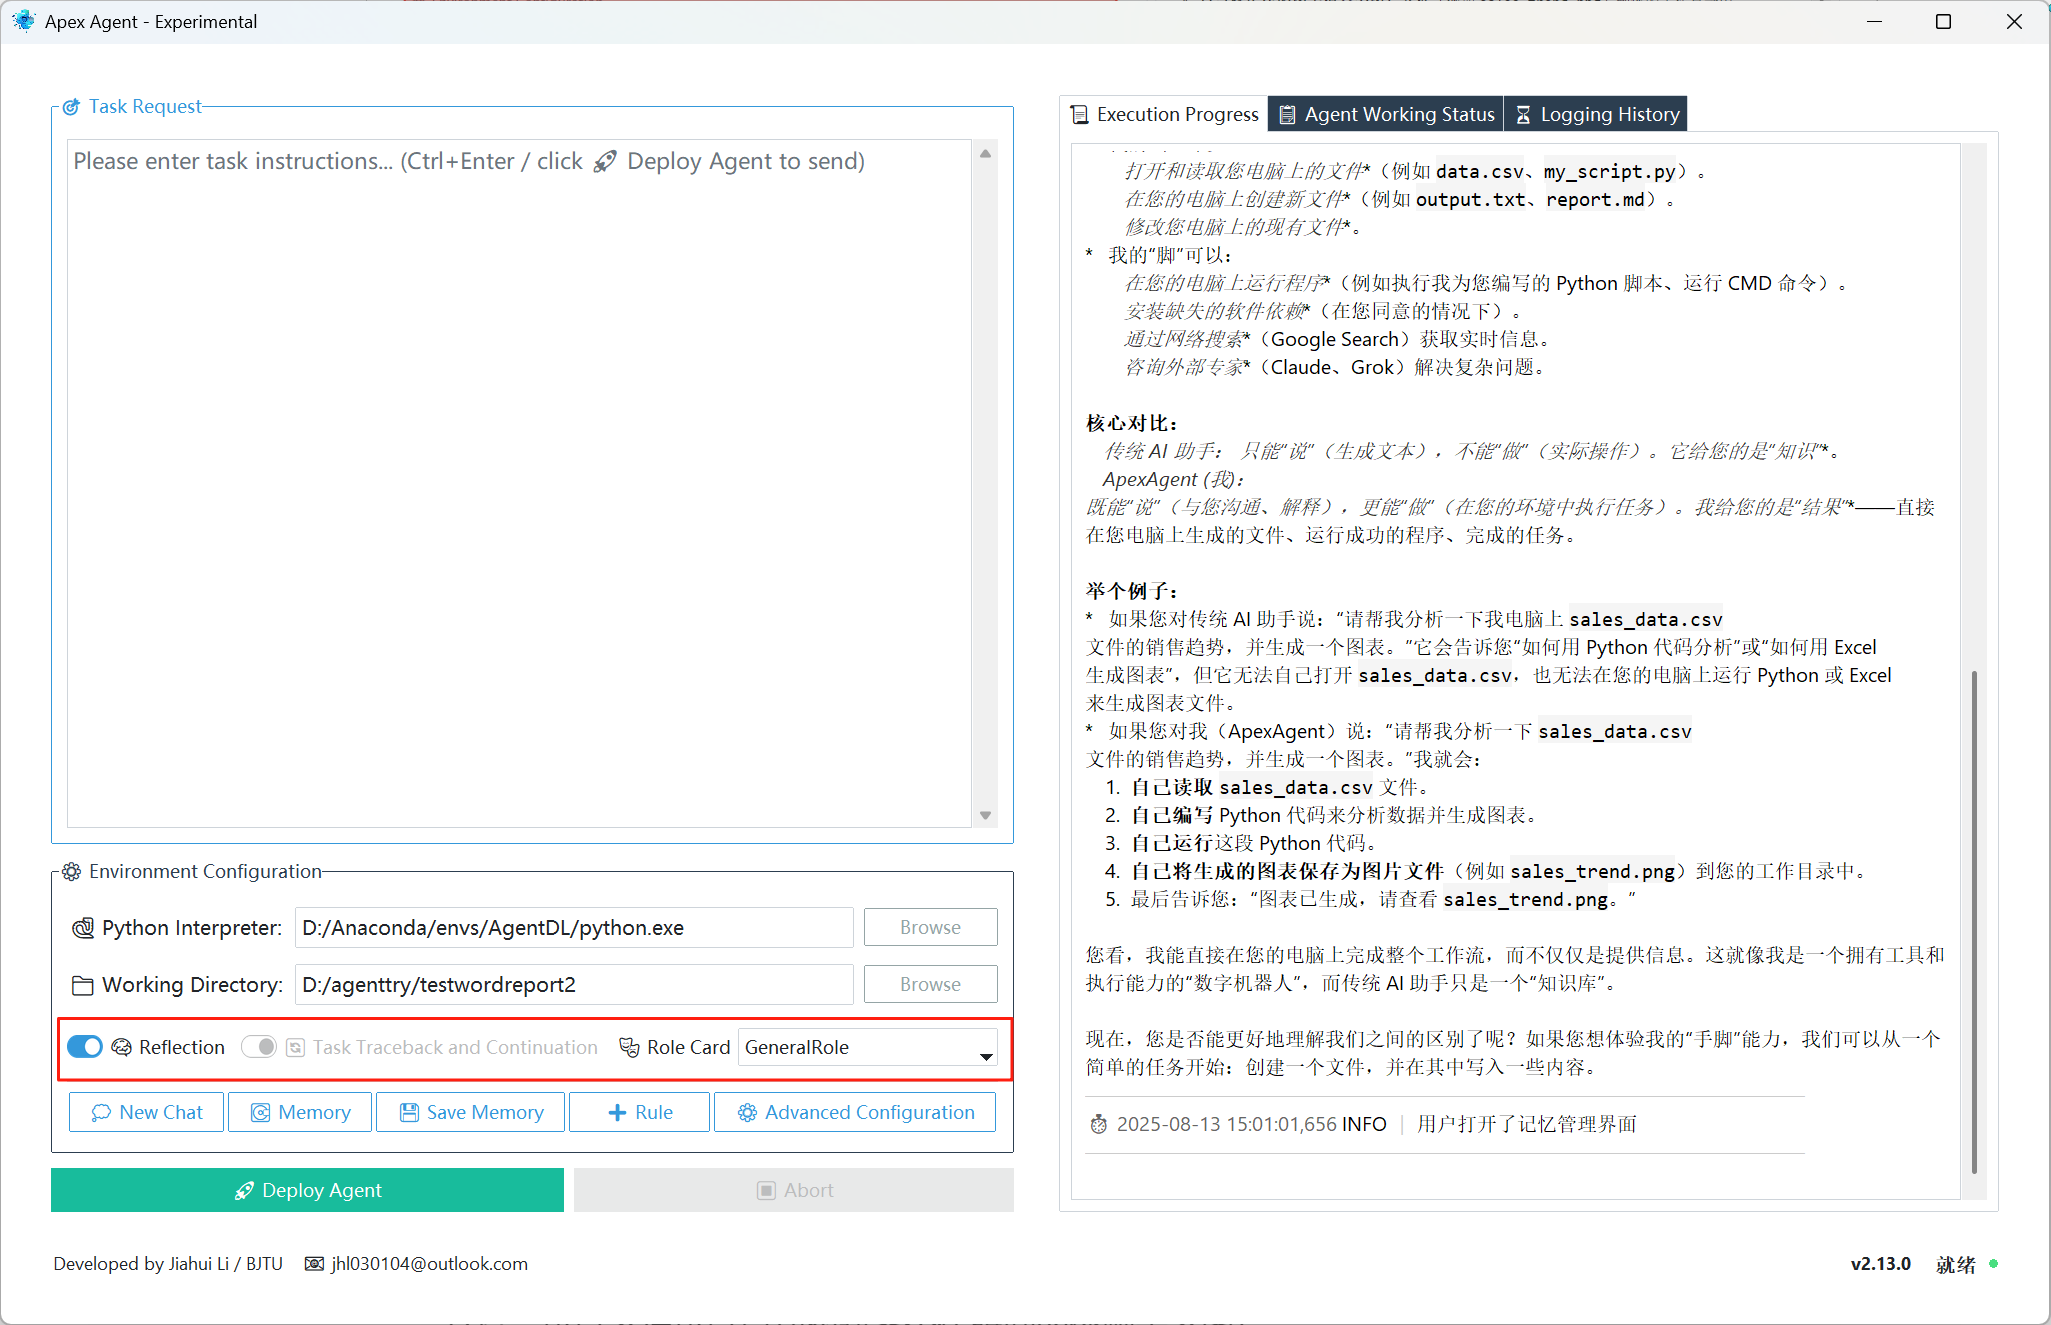 Apex Agent - Experimental
Task Request
Please enter task instructions... (Ctrl+Enter / click 🚀 Deploy Agent to send)
Environment Configuration
Python Interpreter:
D:/Anaconda/envs/AgentDL/python.exe
Browse
Working Directory:
D:/agenttry/testwordreport2
Browse
Reflection
Task Traceback and Continuation
Role Card
GeneralRole
New Chat
Memory
Save Memory
Rule
Advanced Configuration
Deploy Agent
Abort
Execution Progress
Agent Working Status
Logging History
打开和读取您电脑上的文件*（例如 data.csv、my_script.py）。
在您的电脑上创建新文件*（例如 output.txt、report.md）。
修改您电脑上的现有文件*。
* 我的“脚”可以：
在您的电脑上运行程序*（例如执行我为您编写的 Python 脚本、运行 CMD 命令）。
安装缺失的软件依赖*（在您同意的情况下）。
通过网络搜索*（Google Search）获取实时信息。
咨询外部专家*（Claude、Grok）解决复杂问题。
核心对比：
传统 AI 助手： 只能“说”（生成文本），不能“做”（实际操作）。它给您的是“知识”*。
ApexAgent (我)：
既能“说”（与您沟通、解释），更能“做”（在您的环境中执行任务）。我给您的是“结果”*——直接
在您电脑上生成的文件、运行成功的程序、完成的任务。
举个例子：
* 如果您对传统 AI 助手说：“请帮我分析一下我电脑上 sales_data.csv
文件的销售趋势，并生成一个图表。”它会告诉您“如何用 Python 代码分析”或“如何用 Excel
生成图表”，但它无法自己打开 sales_data.csv，也无法在您的电脑上运行 Python 或 Excel
来生成图表文件。
* 如果您对我（ApexAgent）说：“请帮我分析一下 sales_data.csv
文件的销售趋势，并生成一个图表。”我就会：
1. 自己读取 sales_data.csv 文件。
2. 自己编写 Python 代码来分析数据并生成图表。
3. 自己运行这段 Python 代码。
4. 自己将生成的图表保存为图片文件（例如 sales_trend.png）到您的工作目录中。
5. 最后告诉您：“图表已生成，请查看 sales_trend.png。”
您看，我能直接在您的电脑上完成整个工作流，而不仅仅是提供信息。这就像我是一个拥有工具和
执行能力的“数字机器人”，而传统 AI 助手只是一个“知识库”。
现在，您是否能更好地理解我们之间的区别了呢？如果您想体验我的“手脚”能力，我们可以从一个
简单的任务开始：创建一个文件，并在其中写入一些内容。
2025-08-13 15:01:01,656 INFO | 用户打开了记忆管理界面
Developed by Jiahui Li / BJTU
jhl030104@outlook.com
v2.13.0
就绪